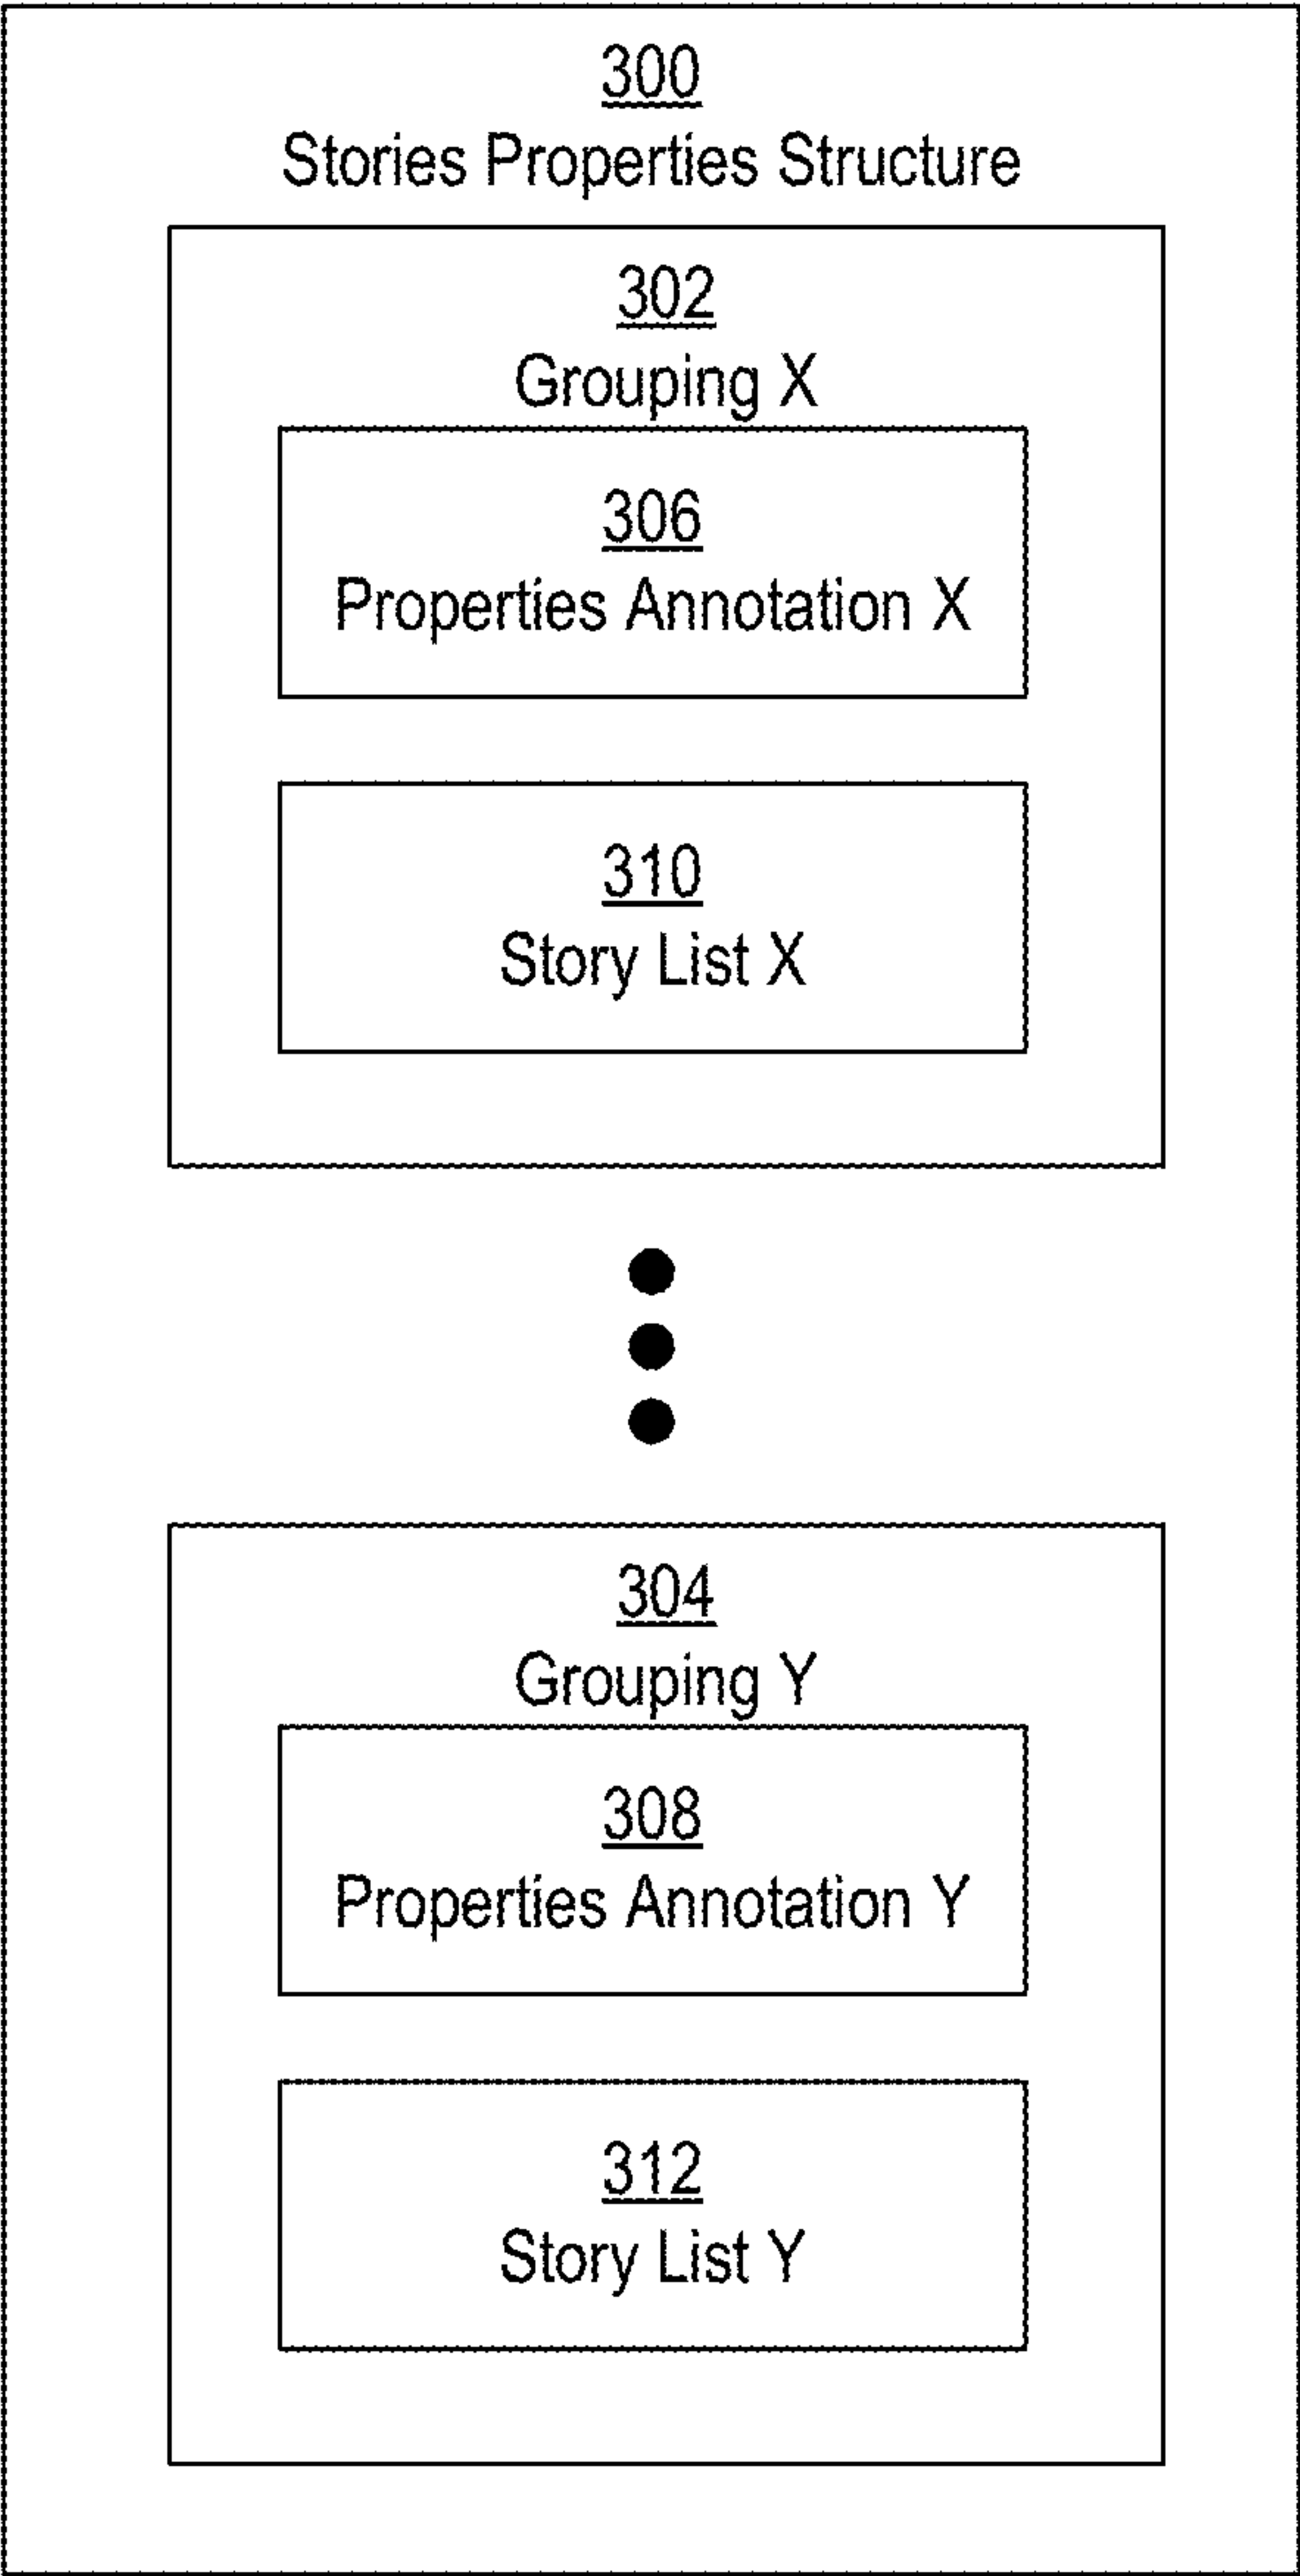 300
Stories Properties Structure
302
Grouping X
306
Properties Annotation X
310
Story List X
304
Grouping Y
308
Properties Annotation Y
312
Story List Y